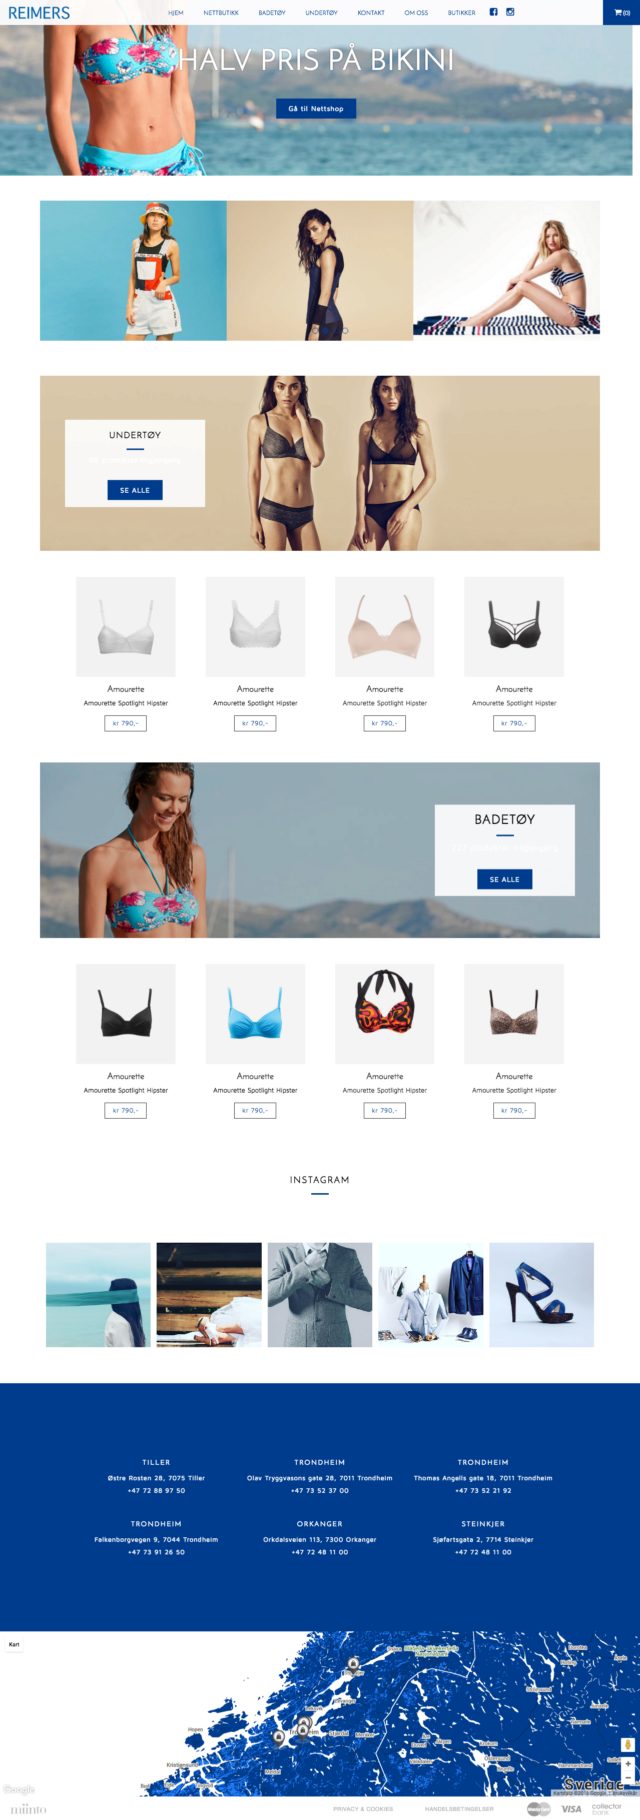 REIMERS
HJEM NETTBUTIKK BADETØY UNDERTØY KONTAKT OM OSS BUTIKKER
(0)
HALV PRIS PÅ BIKINI
Gå til Nettshop
UNDERTØY
SE ALLE
Amourette
Amourette Spotlight Hipster
kr 790,-
Amourette
Amourette Spotlight Hipster
kr 790,-
Amourette
Amourette Spotlight Hipster
kr 790,-
Amourette
Amourette Spotlight Hipster
kr 790,-
BADETØY
SE ALLE
Amourette
Amourette Spotlight Hipster
kr 790,-
Amourette
Amourette Spotlight Hipster
kr 790,-
Amourette
Amourette Spotlight Hipster
kr 790,-
Amourette
Amourette Spotlight Hipster
kr 790,-
INSTAGRAM
TILLER
Østre Rosten 28, 7075 Tiller
+47 72 88 97 50
TRONDHEIM
Olav Tryggvasons gate 28, 7011 Trondheim
+47 73 52 37 00
TRONDHEIM
Thomas Angells gate 18, 7011 Trondheim
+47 73 52 21 92
TRONDHEIM
Falkenborgvegen 9, 7044 Trondheim
+47 73 91 26 50
ORKANGER
Orkdalsveien 113, 7300 Orkanger
+47 72 48 11 00
STEINKJER
Sjøfartsgata 2, 7714 Steinkjer
+47 72 48 11 00
Kart
Hopen
Meldal
Sverige
Google
miinto
PRIVACY & COOKIES
HANDELSBETINGELSER
MasterCard
VISA
collector
bank